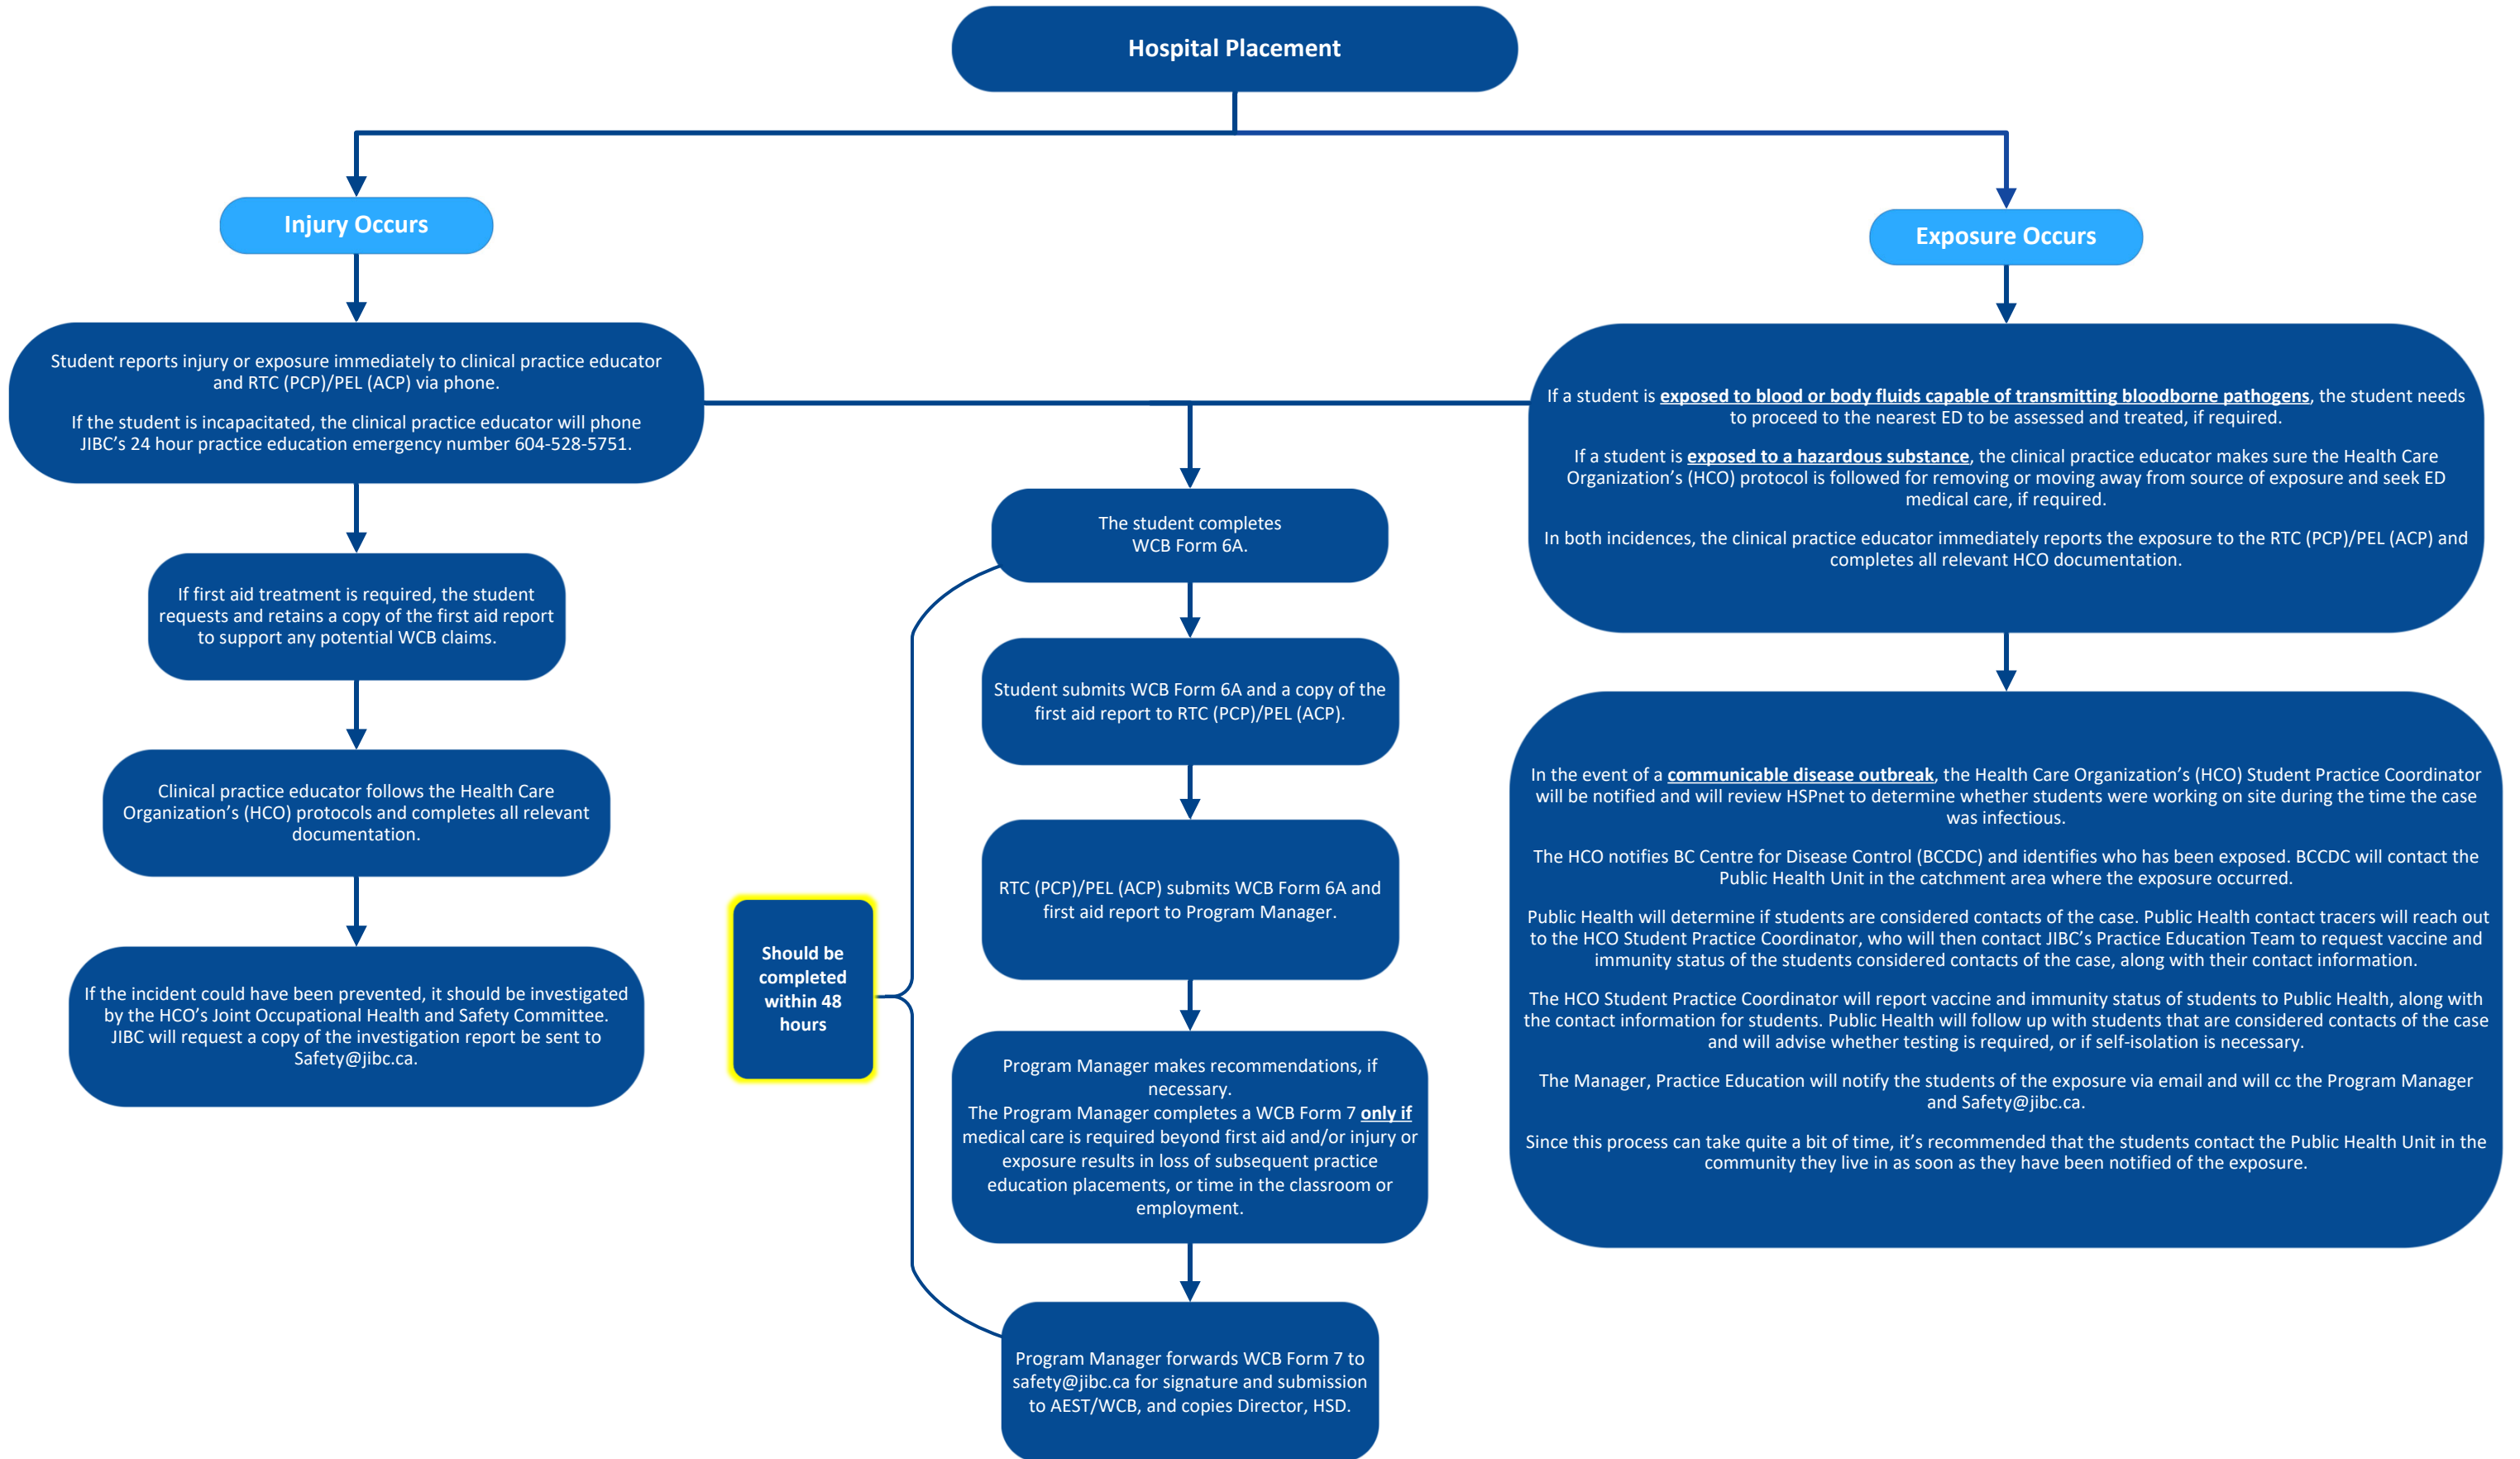 Hospital Placement
Injury Occurs
Student reports injury or exposure immediately to clinical practice educator
and RTC (PCP)/PEL (ACP) via phone.
If the student is incapacitated, the clinical practice educator will phone
JIBC’s 24 hour practice education emergency number 604-528-5751.
If first aid treatment is required, the student
requests and retains a copy of the first aid report
to support any potential WCB claims.
Clinical practice educator follows the Health Care
Organization’s (HCO) protocols and completes all relevant
documentation.
If the incident could have been prevented, it should be investigated
by the HCO’s Joint Occupational Health and Safety Committee.
JIBC will request a copy of the investigation report be sent to
Safety@jibc.ca.
The student completes
WCB Form 6A.
Student submits WCB Form 6A and a copy of the
first aid report to RTC (PCP)/PEL (ACP).
RTC (PCP)/PEL (ACP) submits WCB Form 6A and
first aid report to Program Manager.
Should be
completed
within 48
hours
Program Manager makes recommendations, if
necessary.
The Program Manager completes a WCB Form 7 only if
medical care is required beyond first aid and/or injury or
exposure results in loss of subsequent practice
education placements, or time in the classroom or
employment.
Program Manager forwards WCB Form 7 to
safety@jibc.ca for signature and submission
to AEST/WCB, and copies Director, HSD.
Exposure Occurs
If a student is exposed to blood or body fluids capable of transmitting bloodborne pathogens, the student needs
to proceed to the nearest ED to be assessed and treated, if required.
If a student is exposed to a hazardous substance, the clinical practice educator makes sure the Health Care
Organization’s (HCO) protocol is followed for removing or moving away from source of exposure and seek ED
medical care, if required.
In both incidences, the clinical practice educator immediately reports the exposure to the RTC (PCP)/PEL (ACP) and
completes all relevant HCO documentation.
In the event of a communicable disease outbreak, the Health Care Organization’s (HCO) Student Practice Coordinator
will be notified and will review HSPnet to determine whether students were working on site during the time the case
was infectious.
The HCO notifies BC Centre for Disease Control (BCCDC) and identifies who has been exposed. BCCDC will contact the
Public Health Unit in the catchment area where the exposure occurred.
Public Health will determine if students are considered contacts of the case. Public Health contact tracers will reach out
to the HCO Student Practice Coordinator, who will then contact JIBC’s Practice Education Team to request vaccine and
immunity status of the students considered contacts of the case, along with their contact information.
The HCO Student Practice Coordinator will report vaccine and immunity status of students to Public Health, along with
the contact information for students. Public Health will follow up with students that are considered contacts of the case
and will advise whether testing is required, or if self-isolation is necessary.
The Manager, Practice Education will notify the students of the exposure via email and will cc the Program Manager
and Safety@jibc.ca.
Since this process can take quite a bit of time, it’s recommended that the students contact the Public Health Unit in the
community they live in as soon as they have been notified of the exposure.